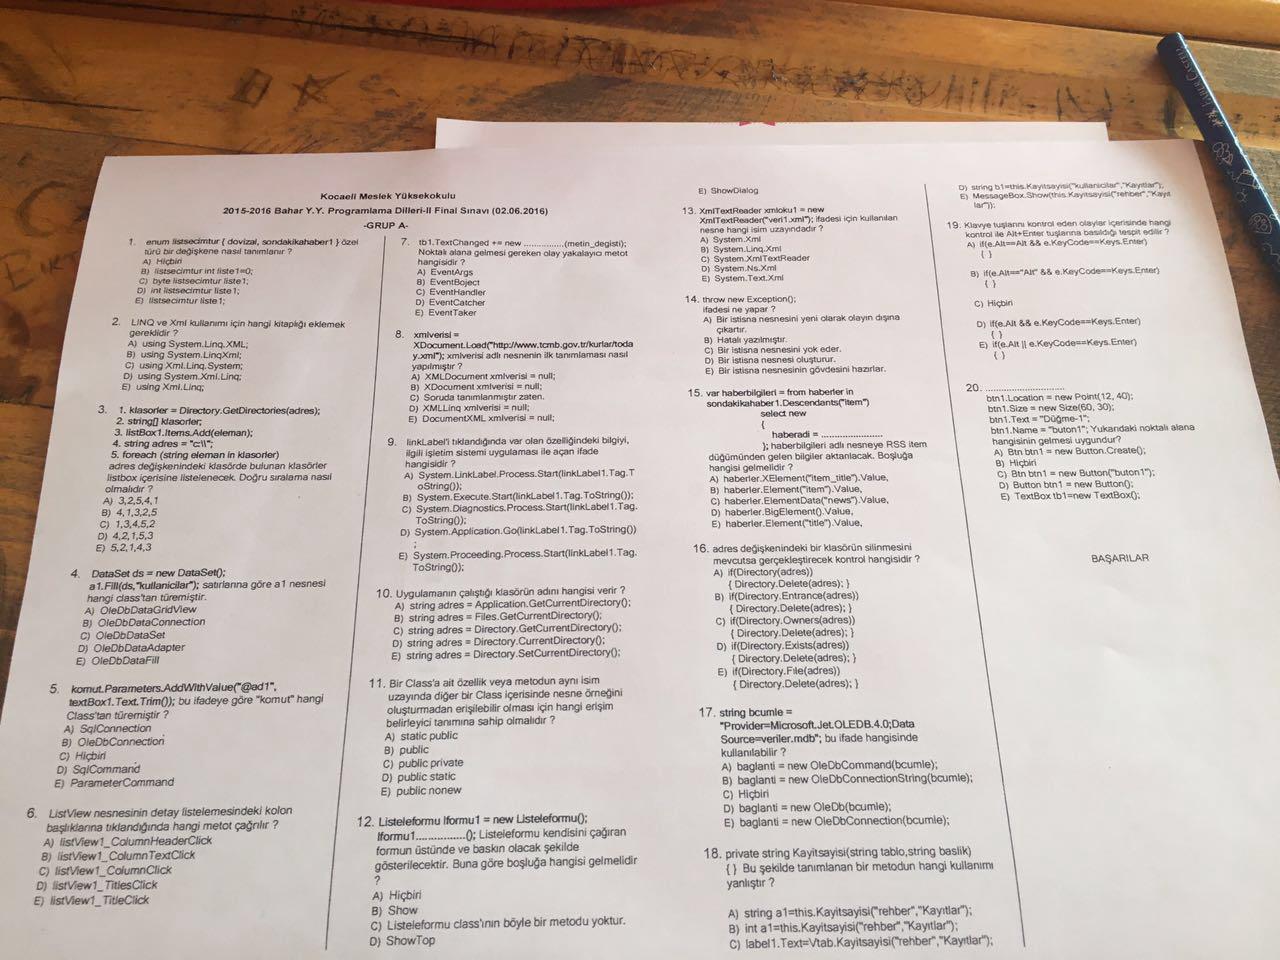 Kocaeli Meslek Yüksekokulu
2015-2016 Bahar Y.Y. Programlama Dilleri-II Final Sınavı (02.06.2016)
-GRUP A-
1. enum listsecimtur { dovizal, sondakikahaber1 } özel
türü bir değişkene nasıl tanımlanır ?
A) Hiçbiri
B) listsecimtur int liste1=0;
C) byte listsecimtur liste1;
D) int listsecimtur liste1;
E) listsecimtur liste1;
2. LINQ ve Xml kullanımı için hangi kitaplığı eklemek
gereklidir ?
A) using System.Linq.XML;
B) using System.LinqXml;
C) using Xml.Linq.System;
D) using System.Xml.Linq;
E) using Xml.Linq;
3. 1. klasorler = Directory.GetDirectories(adres);
2. string[] klasorler;
3. listBox1.Items.Add(eleman);
4. string adres = "c:\\";
5. foreach (string eleman in klasorler)
adres değişkenindeki klasörde bulunan klasörler
listbox içerisine listelenecek. Doğru sıralama nasıl
olmalıdır ?
A) 3,2,5,4,1
B) 4,1,3,2,5
C) 1,3,4,5,2
D) 4,2,1,5,3
E) 5,2,1,4,3
4. DataSet ds = new DataSet();
a1.Fill(ds,"kullanicilar"); satırlarına göre a1 nesnesi
hangi class'tan türemiştir.
A) OleDbDataGridView
B) OleDbDataConnection
C) OleDbDataSet
D) OleDbDataAdapter
E) OleDbDataFill
5. komut.Parameters.AddWithValue("@ad1",
textBox1.Text.Trim()); bu ifadeye göre "komut" hangi
Class'tan türemiştir ?
A) SqlConnection
B) OleDbConnection
C) Hiçbiri
D) SqlCommand
E) ParameterCommand
6. ListView nesnesinin detay listelemesindeki kolon
başlıklarına tıklandığında hangi metot çağrılır ?
A) listView1_ColumnHeaderClick
B) listView1_ColumnTextClick
C) listView1_ColumnClick
D) listView1_TitlesClick
E) listView1_TitleClick
7. tb1.TextChanged += new ..............(metin_degisti);
Noktalı alana gelmesi gereken olay yakalayıcı metot
hangisidir ?
A) EventArgs
B) EventBoject
C) EventHandler
D) EventCatcher
E) EventTaker
8. xmlverisi =
XDocument.Load("http://www.tcmb.gov.tr/kurlar/toda
y.xml"); xmlverisi adlı nesnenin ilk tanımlaması nasıl
yapılmıştır ?
A) XMLDocument xmlverisi = null;
B) XDocument xmlverisi = null;
C) Soruda tanımlanmıştır zaten.
D) XMLLinq xmlverisi = null;
E) DocumentXML xmlverisi = null;
9. linkLabel'ı tıklandığında var olan özelliğindeki bilgiyi,
ilgili işletim sistemi uygulaması ile açan ifade
hangisidir ?
A) System.LinkLabel.Process.Start(linkLabel1.Tag.T
oString());
B) System.Execute.Start(linkLabel1.Tag.ToString());
C) System.Diagnostics.Process.Start(linkLabel1.Tag.
ToString());
D) System.Application.Go(linkLabel1.Tag.ToString())
;
E) System.Proceeding.Process.Start(linkLabel1.Tag.
ToString());
10. Uygulamanın çalıştığı klasörün adını hangisi verir ?
A) string adres = Application.GetCurrentDirectory();
B) string adres = Files.GetCurrentDirectory();
C) string adres = Directory.GetCurrentDirectory();
D) string adres = Directory.CurrentDirectory();
E) string adres = Directory.SetCurrentDirectory();
11. Bir Class'a ait özellik veya metodun aynı isim
uzayında diğer bir Class içerisinde nesne örneğini
oluşturmadan erişilebilir olması için hangi erişim
belirleyici tanımına sahip olmalıdır ?
A) static public
B) public
C) public private
D) public static
E) public nonew
12. Listeleformu lformu1 = new Listeleformu();
lformu1..............(); Listeleformu kendisini çağıran
formun üstünde ve baskın olacak şekilde
gösterilecektir. Buna göre boşluğa hangisi gelmelidir
?
A) Hiçbiri
B) Show
C) Listeleformu class'ının böyle bir metodu yoktur.
D) ShowTop
E) ShowDialog
13. XmlTextReader xmloku1 = new
XmlTextReader("veri1.xml"); ifadesi için kullanılan
nesne hangi isim uzayındadır ?
A) System.Xml
B) System.Linq.Xml
C) System.XmlTextReader
D) System.Ns.Xml
E) System.Text.Xml
14. throw new Exception();
ifadesi ne yapar ?
A) Bir istisna nesnesini yeni olarak olayın dışına
çıkartır.
B) Hatalı yazılmıştır.
C) Bir istisna nesnesini yok eder.
D) Bir istisna nesnesi oluşturur.
E) Bir istisna nesnesinin gövdesini hazırlar.
15. var haberbilgileri = from haberler in
sondakikahaber1.Descendants("item")
select new
{
haberadi = ......................
}; haberbilgileri adlı nesneye RSS item
düğümünden gelen bilgiler aktarılacak. Boşluğa
hangisi gelmelidir ?
A) haberler.XElement("item_title").Value,
B) haberler.Element("item").Value,
C) haberler.ElementData("news").Value,
D) haberler.BigElement().Value,
E) haberler.Element("title").Value,
16. adres değişkenindeki bir klasörün silinmesini
mevcutsa gerçekleştirecek kontrol hangisidir ?
A) if(Directory(adres))
{ Directory.Delete(adres); }
B) if(Directory.Entrance(adres))
{ Directory.Delete(adres); }
C) if(Directory.Owners(adres))
{ Directory.Delete(adres); }
D) if(Directory.Exists(adres))
{ Directory.Delete(adres); }
E) if(Directory.File(adres))
{ Directory.Delete(adres); }
17. string bcumle =
"Provider=Microsoft.Jet.OLEDB.4.0;Data
Source=veriler.mdb"; bu ifade hangisinde
kullanılabilir ?
A) baglanti = new OleDbCommand(bcumle);
B) baglanti = new OleDbConnectionString(bcumle);
C) Hiçbiri
D) baglanti = new OleDb(bcumle);
E) baglanti = new OleDbConnection(bcumle);
18. private string Kayitsayisi(string tablo,string baslik)
{ } Bu şekilde tanımlanan bir metodun hangi kullanımı
yanlıştır ?
A) string a1=this.Kayitsayisi("rehber","Kayıtlar");
B) int a1=this.Kayitsayisi("rehber","Kayıtlar");
C) label1.Text=Vtab.Kayitsayisi("rehber","Kayıtlar");
D) string b1=this.Kayitsayisi("kullanicilar","Kayıtlar");
E) MessageBox.Show(this.Kayitsayisi("rehber","Kayıt
lar"));
19. Klavye tuşlarını kontrol eden olaylar içerisinde hangi
kontrol ile Alt+Enter tuşlarına basıldığı tespit edilir ?
A) if(e.Alt==Alt && e.KeyCode==Keys.Enter)
{ }
B) if(e.Alt=="Alt" && e.KeyCode==Keys.Enter)
{ }
C) Hiçbiri
D) if(e.Alt && e.KeyCode==Keys.Enter)
{ }
E) if(e.Alt || e.KeyCode==Keys.Enter)
{ }
20. ............................
btn1.Location = new Point(12, 40);
btn1.Size = new Size(60, 30);
btn1.Text = "Düğme-1";
btn1.Name = "buton1"; Yukarıdaki noktalı alana
hangisinin gelmesi uygundur?
A) Btn btn1 = new Button.Create();
B) Hiçbiri
C) Btn btn1 = new Button("buton1");
D) Button btn1 = new Button();
E) TextBox tb1=new TextBox();
BAŞARILAR